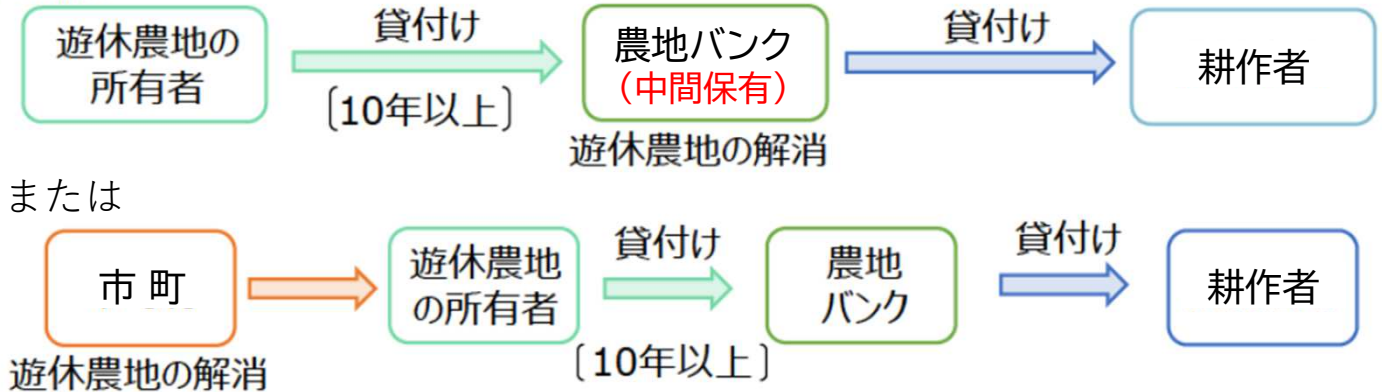 遊休農地の
所有者
貸付け
〔10年以上〕
農地バンク
（中間保有）
遊休農地の解消
貸付け
耕作者
または
市 町
遊休農地の解消
遊休農地
の所有者
貸付け
〔10年以上〕
農地
バンク
貸付け
耕作者